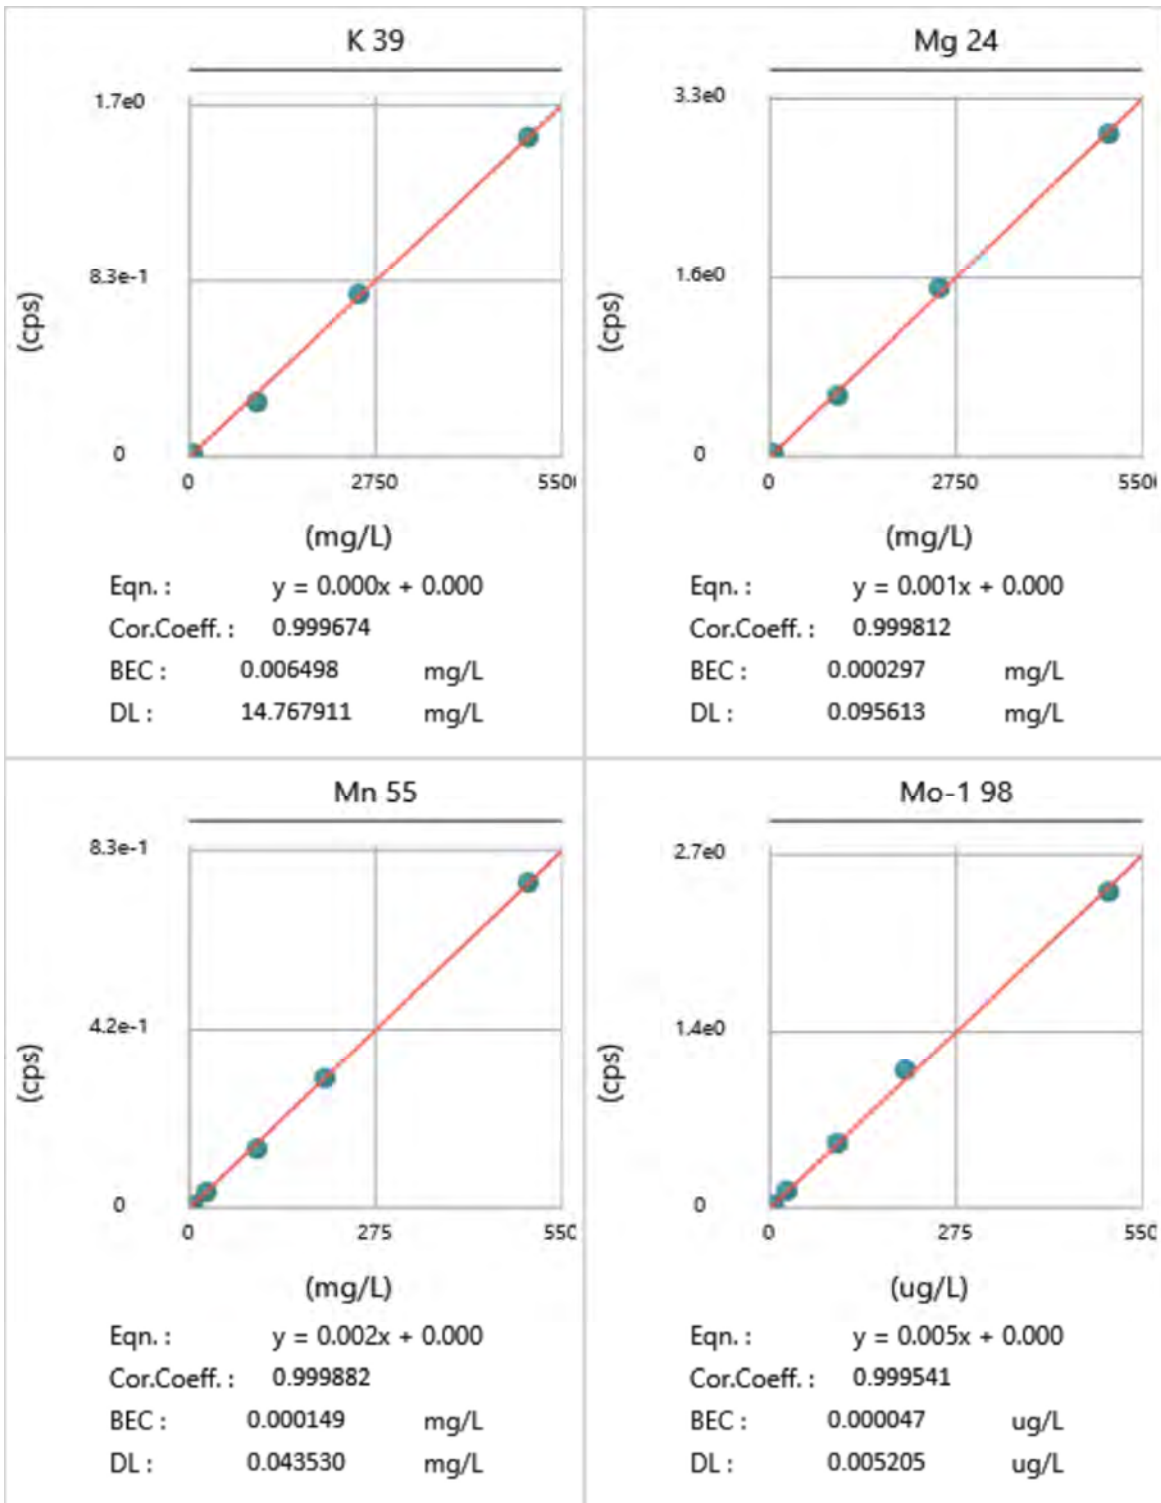 K 39
1.7e0
8.3e-1
0
(cps)
0 2750 550
(mg/L)
Eqn. : y = 0.000x + 0.000
Cor.Coeff. : 0.999674
BEC : 0.006498 mg/L
DL : 14.767911 mg/L
Mg 24
3.3e0
1.6e0
0
(cps)
0 2750 550
(mg/L)
Eqn. : y = 0.001x + 0.000
Cor.Coeff. : 0.999812
BEC : 0.000297 mg/L
DL : 0.095613 mg/L
Mn 55
8.3e-1
4.2e-1
0
(cps)
0 275 550
(mg/L)
Eqn. : y = 0.002x + 0.000
Cor.Coeff. : 0.999882
BEC : 0.000149 mg/L
DL : 0.043530 mg/L
Mo-1 98
2.7e0
1.4e0
0
(cps)
0 275 550
(ug/L)
Eqn. : y = 0.005x + 0.000
Cor.Coeff. : 0.999541
BEC : 0.000047 ug/L
DL : 0.005205 ug/L